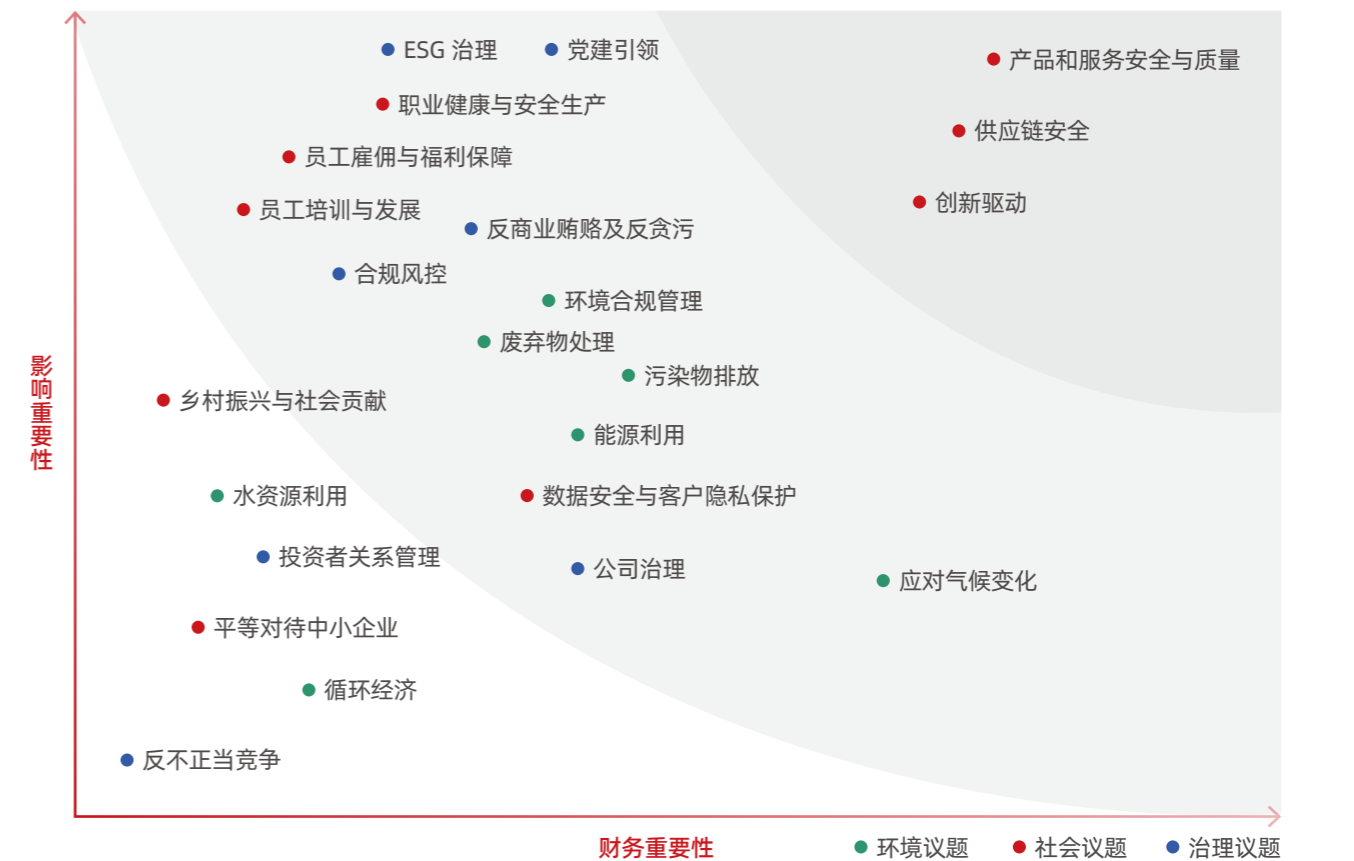 ESG 治理
党建引领
产品和服务安全与质量
职业健康与安全生产
供应链安全
员工雇佣与福利保障
创新驱动
员工培训与发展
反商业贿赂及反贪污
合规风控
环境合规管理
废弃物处理
污染物排放
影响重要性
乡村振兴与社会贡献
能源利用
水资源利用
数据安全与客户隐私保护
投资者关系管理
公司治理
应对气候变化
平等对待中小企业
循环经济
反不正当竞争
财务重要性
环境议题
社会议题
治理议题